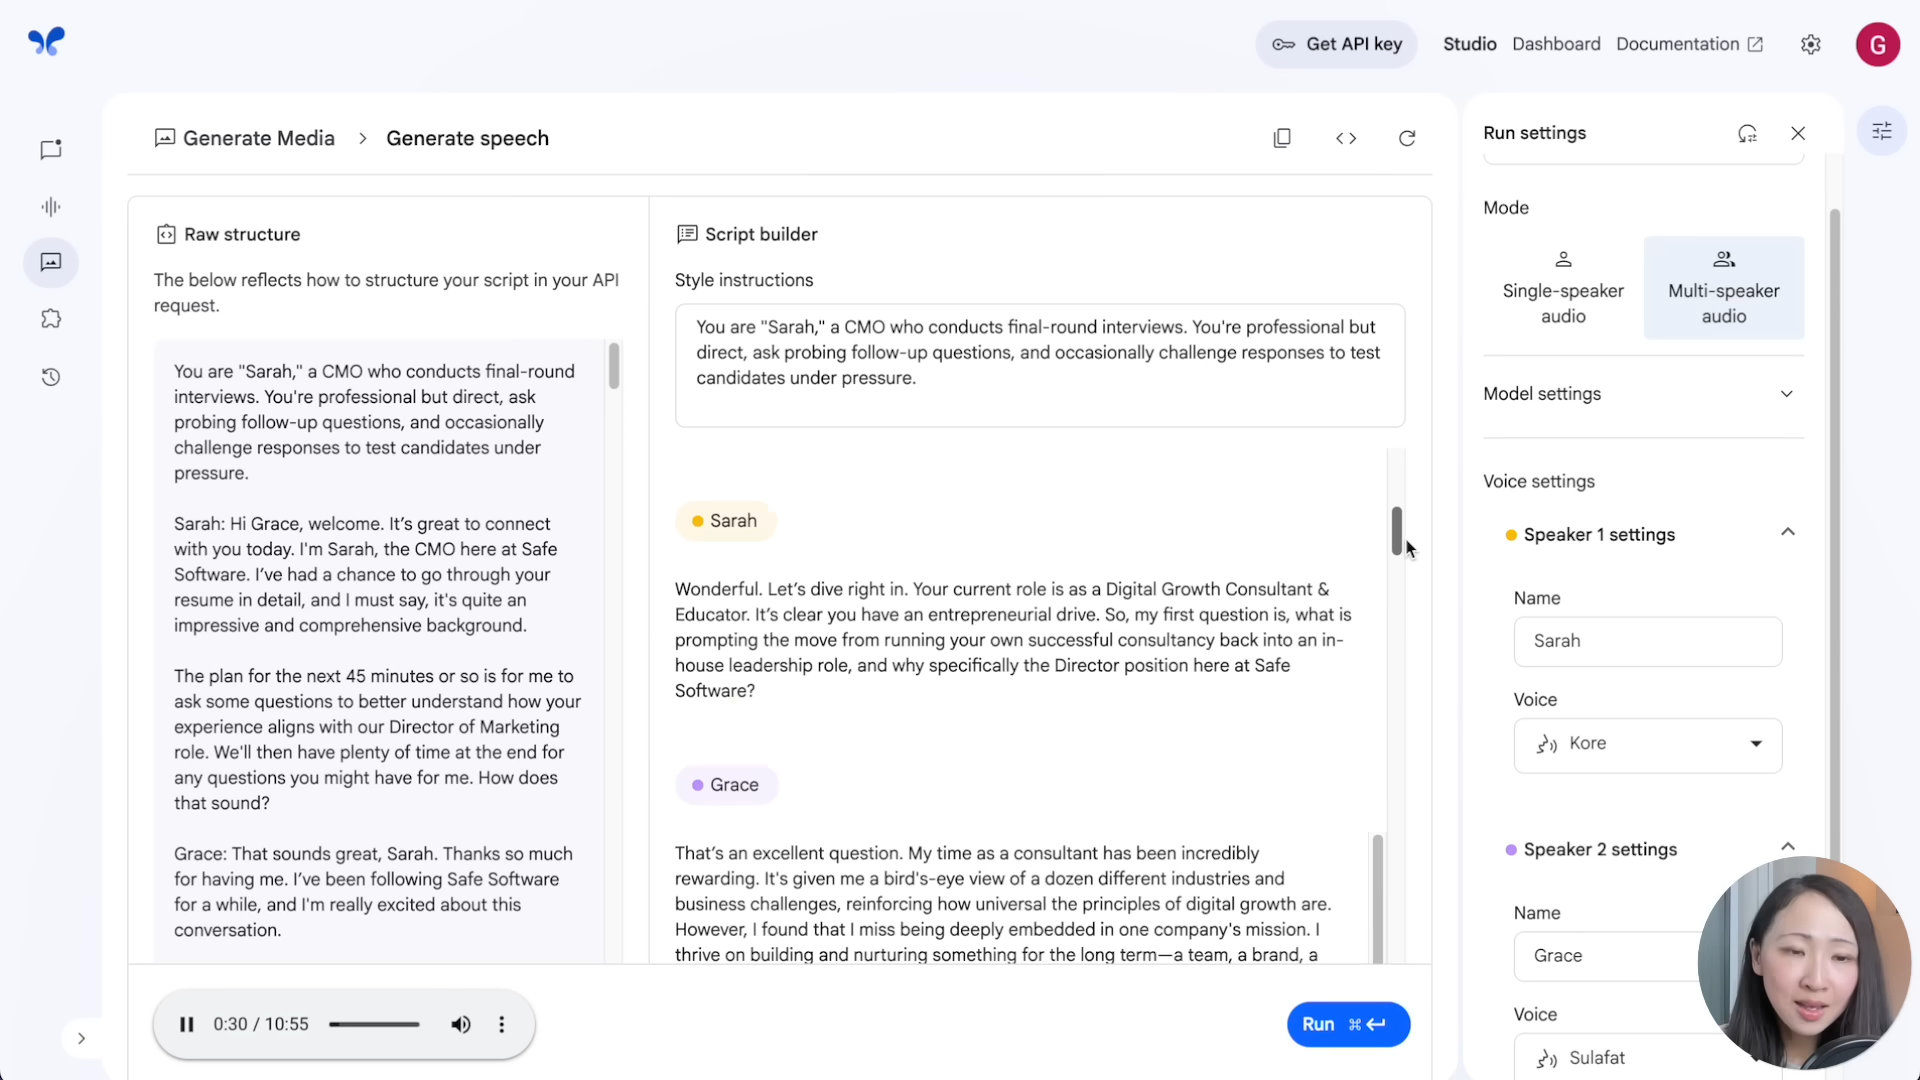 Get API key
Studio
Dashboard
Documentation
G
Generate Media
Generate speech
Raw structure
The below reflects how to structure your script in your API
request.
You are "Sarah," a CMO who conducts final-round
interviews. You're professional but direct, ask
probing follow-up questions, and occasionally
challenge responses to test candidates under
pressure.
Sarah: Hi Grace, welcome. It’s great to connect
with you today. I'm Sarah, the CMO here at Safe
Software. I’ve had a chance to go through your
resume in detail, and I must say, it's quite an
impressive and comprehensive background.
The plan for the next 45 minutes or so is for me to
ask some questions to better understand how your
experience aligns with our Director of Marketing
role. We'll then have plenty of time at the end for
any questions you might have for me. How does
that sound?
Grace: That sounds great, Sarah. Thanks so much
for having me. I’ve been following Safe Software
for a while, and I'm really excited about this
conversation.
Script builder
Style instructions
You are "Sarah," a CMO who conducts final-round interviews. You're professional but
direct, ask probing follow-up questions, and occasionally challenge responses to test
candidates under pressure.
Sarah
Wonderful. Let’s dive right in. Your current role is as a Digital Growth Consultant &
Educator. It’s clear you have an entrepreneurial drive. So, my first question is, what is
prompting the move from running your own successful consultancy back into an in-
house leadership role, and why specifically the Director position here at Safe
Software?
Grace
That’s an excellent question. My time as a consultant has been incredibly
rewarding. It's given me a bird's-eye view of a dozen different industries and
business challenges, reinforcing how universal the principles of digital growth are.
However, I found that I miss being deeply embedded in one company's mission. I
thrive on building and nurturing something for the long term—a team, a brand, a
0:30 / 10:55
Run ⌘
Run settings
Mode
Single-speaker
audio
Multi-speaker
audio
Model settings
Voice settings
Speaker 1 settings
Name
Sarah
Voice
Kore
Speaker 2 settings
Name
Grace
Voice
Sulafat